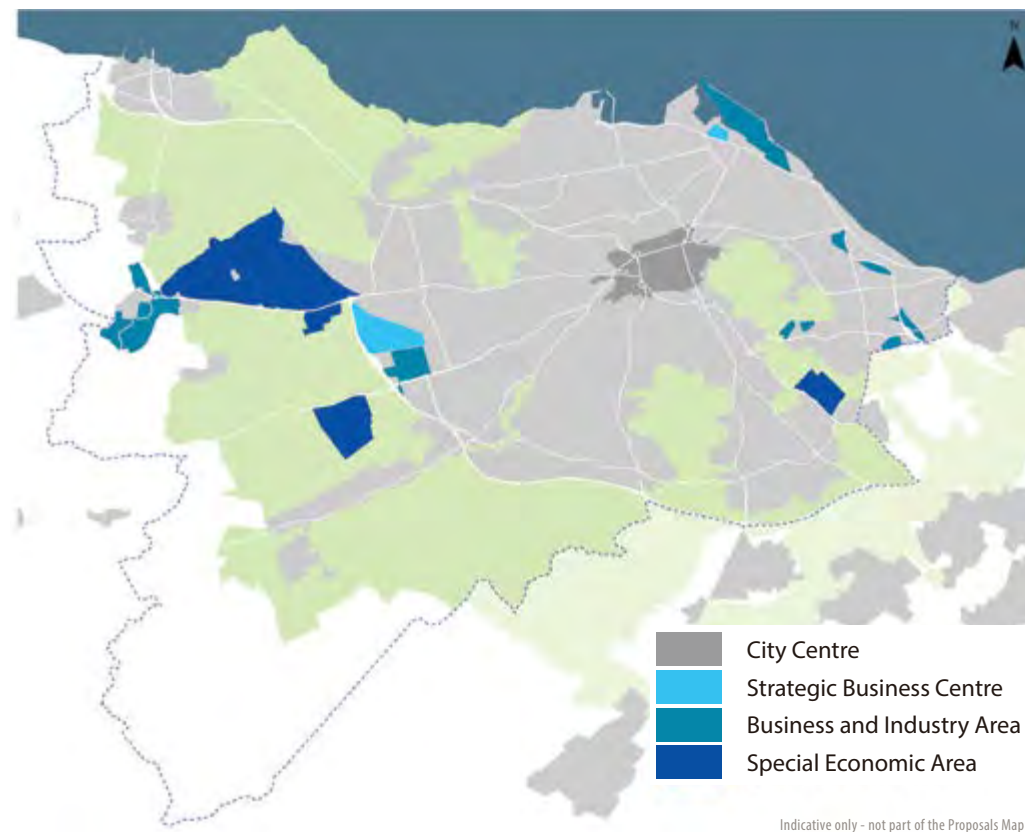 N
City Centre
Strategic Business Centre
Business and Industry Area
Special Economic Area
Indicative only - not part of the Proposals Map